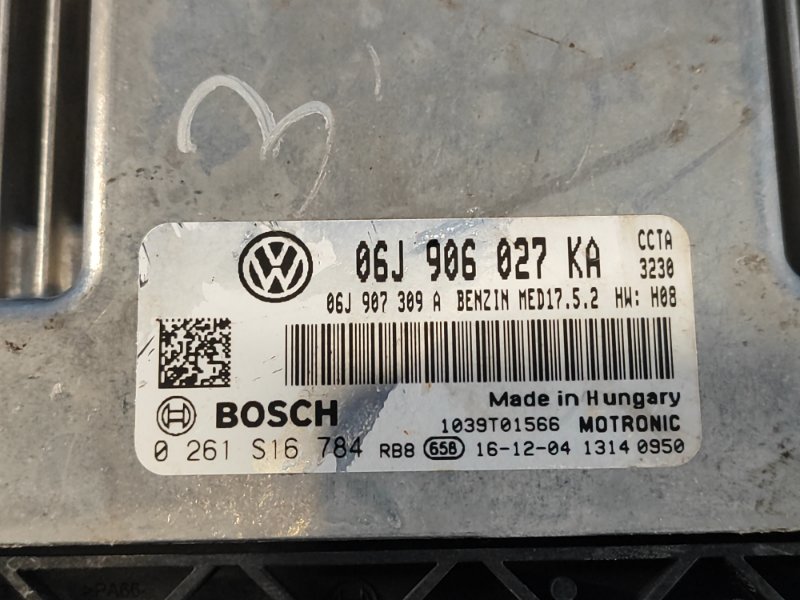 3
06J 906 027 KA CCTA
3230
06J 907 309 A BENZIN MED17.5.2 HW: H08
Made in Hungary
BOSCH 1039T01566 MOTRONIC
0 261 S16 784 RB8 658 16-12-04 1314 0950
>PA66-